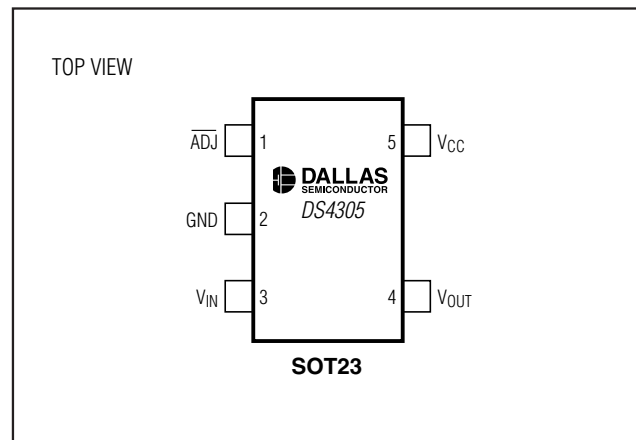 TOP VIEW
ADJ 1
5 VCC
DALLAS
SEMICONDUCTOR
DS4305
GND 2
VIN 3
4 VOUT
SOT23